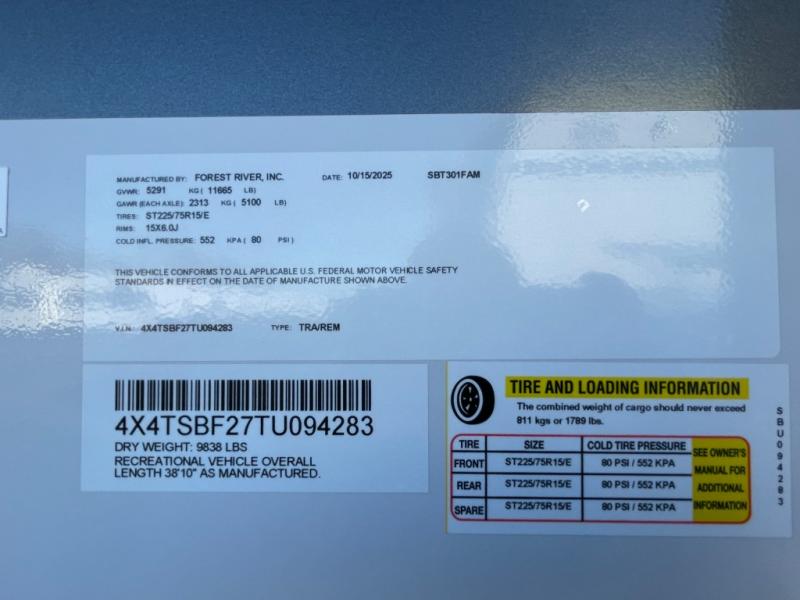 MANUFACTURED BY: FOREST RIVER, INC. DATE: 10/15/2025 SBT301FAM
GVWR: 5291 KG ( 11665 LB)
GAWR (EACH AXLE): 2313 KG ( 5100 LB)
TIRES: ST225/75R15/E
RIMS: 15X6.0J
COLD INFL. PRESSURE: 552 KPA ( 80 PSI )
THIS VEHICLE CONFORMS TO ALL APPLICABLE U.S. FEDERAL MOTOR VEHICLE SAFETY
STANDARDS IN EFFECT ON THE DATE OF MANUFACTURE SHOWN ABOVE.
V.I.N.: 4X4TSBF27TU094283 TYPE: TRA/REM
4X4TSBF27TU094283
DRY WEIGHT: 9838 LBS
RECREATIONAL VEHICLE OVERALL
LENGTH 38'10" AS MANUFACTURED.
TIRE AND LOADING INFORMATION
The combined weight of cargo should never exceed
811 kgs or 1789 lbs.
TIRE SIZE COLD TIRE PRESSURE
FRONT ST225/75R15/E 80 PSI / 552 KPA
REAR ST225/75R15/E 80 PSI / 552 KPA
SPARE ST225/75R15/E 80 PSI / 552 KPA
SEE OWNER'S
MANUAL FOR
ADDITIONAL
INFORMATION
SBU094283